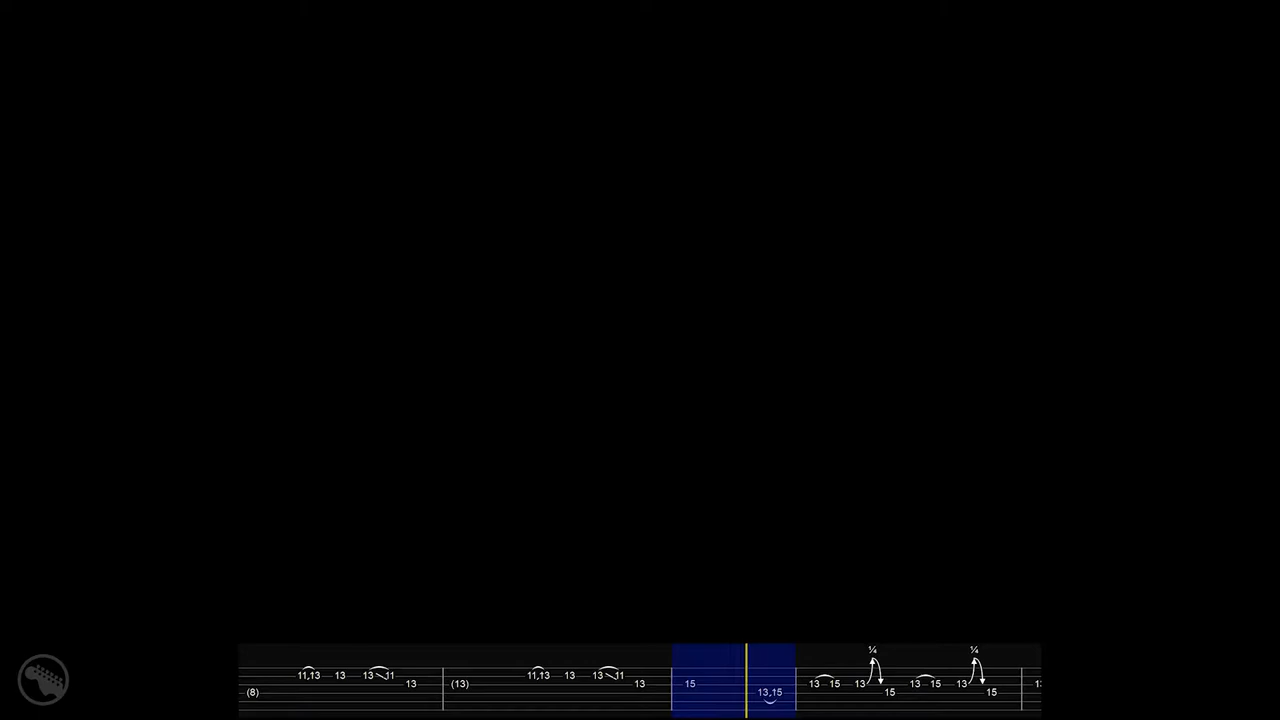 ¼ ¼
11,13 13 13 11 11,13 13 13 11
13 (13) 13 15 13 15 13 13 15 13
(8) 13,15 15 15